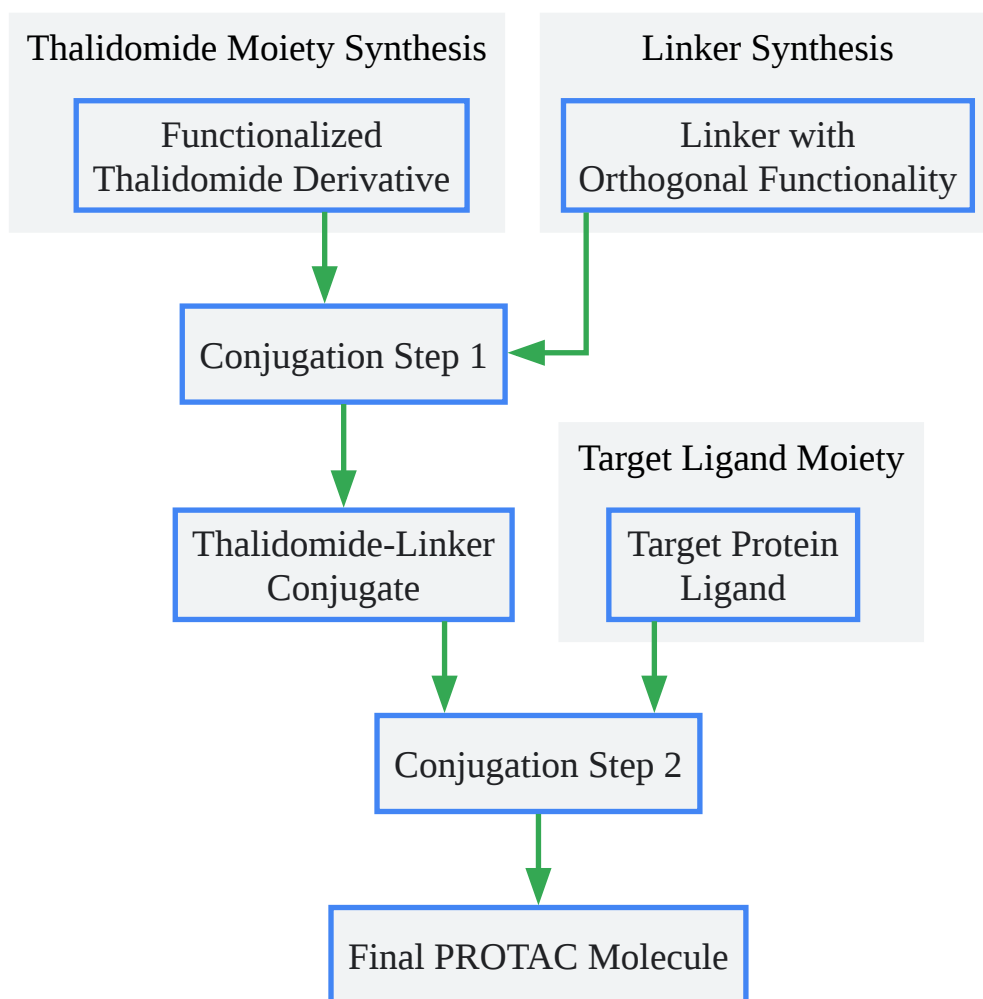 Thalidomide Moiety Synthesis
Functionalized
Thalidomide Derivative
Linker Synthesis
Linker with
Orthogonal Functionality
Conjugation Step 1
Thalidomide-Linker
Conjugate
Target Ligand Moiety
Target Protein
Ligand
Conjugation Step 2
Final PROTAC Molecule